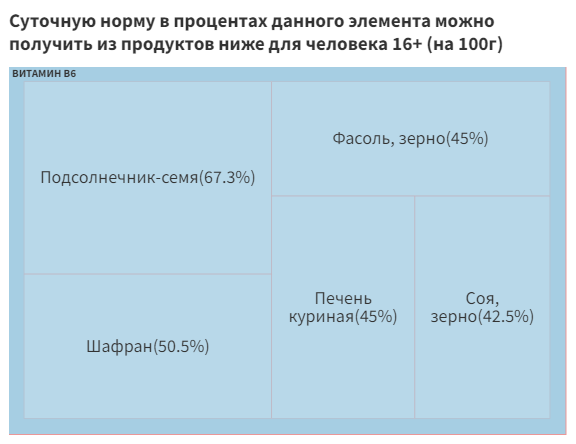 Суточную норму в процентах данного элемента можно
получить из продуктов ниже для человека 16+ (на 100г)
ВИТАМИН B6
Подсолнечник-семя(67.3%)
Фасоль, зерно(45%)
Шафран(50.5%)
Печень
куриная(45%)
Соя,
зерно(42.5%)